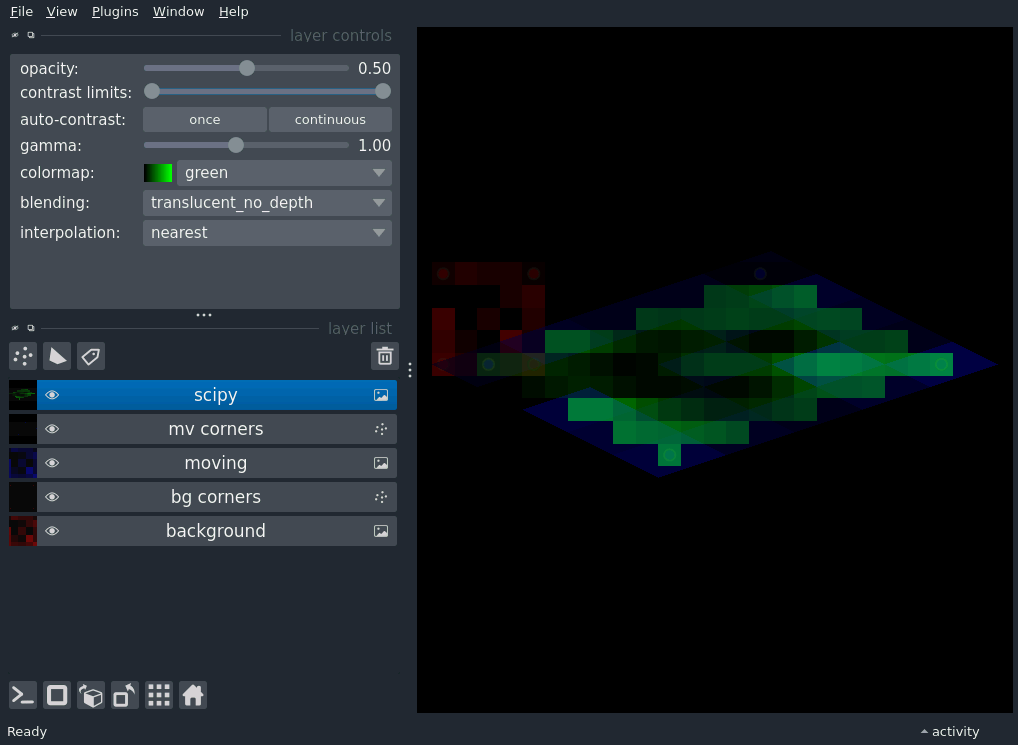 File View Plugins Window Help
layer controls
opacity: 0.50
contrast limits:
auto-contrast: once continuous
gamma: 1.00
colormap: green
blending: translucent_no_depth
interpolation: nearest
layer list
scipy
mv corners
moving
bg corners
background
Ready activity